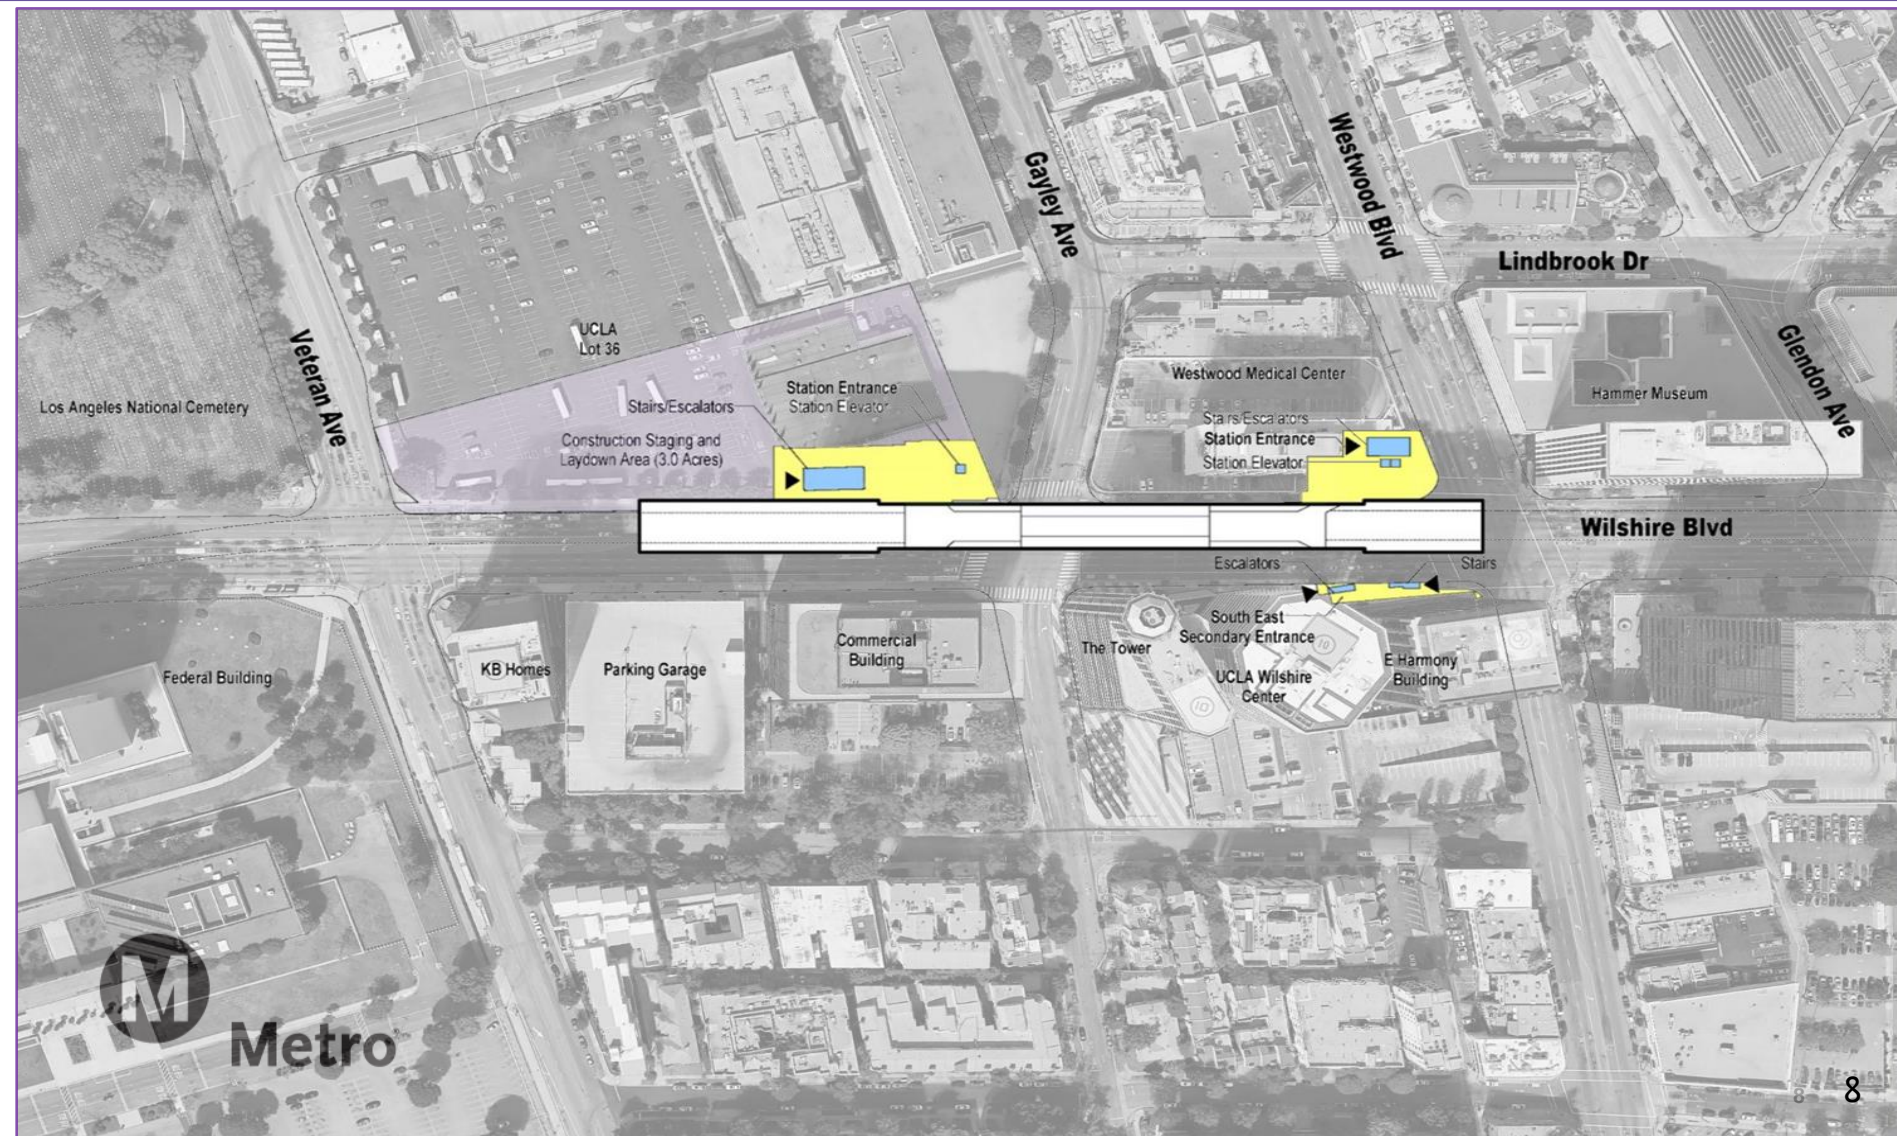 Westwood Blvd
Gayley Ave
Lindbrook Dr
UCLA
Lot 36
Veteran Ave
Glendon Ave
Westwood Medical Center
Station Entrance
Station Elevator
Hammer Museum
Los Angeles National Cemetery
Stairs/Escalators
Stairs/Escalators
Construction Staging and
Laydown Area (3.0 Acres)
Station Entrance
Station Elevator
Wilshire Blvd
Escalators
Stairs
South East
Secondary Entrance
Commercial
Building
The Tower
KB Homes
Parking Garage
Federal Building
UCLA Wilshire
Center
E Harmony
Building
10
10
M
Metro
8